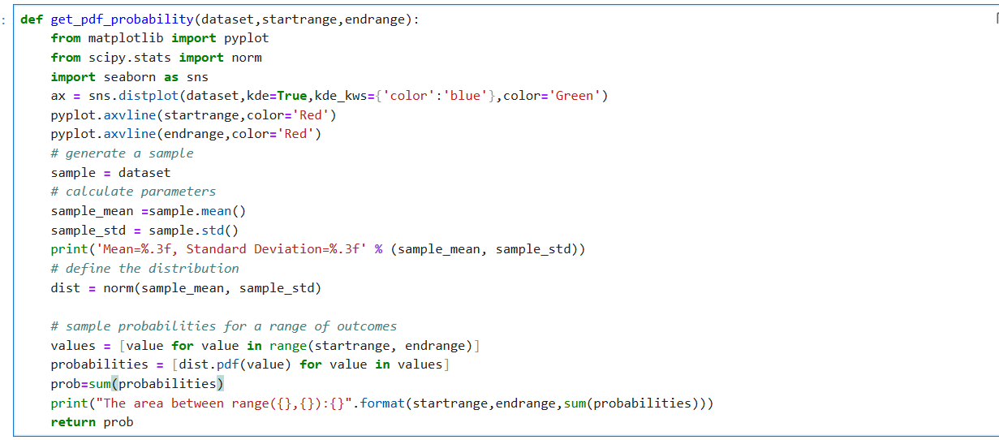 def get_pdf_probability(dataset,startrange,endrange):
    from matplotlib import pyplot
    from scipy.stats import norm
    import seaborn as sns
    ax = sns.distplot(dataset,kde=True,kde_kws={'color':'blue'},color='Green')
    pyplot.axvline(startrange,color='Red')
    pyplot.axvline(endrange,color='Red')
    # generate a sample
    sample = dataset
    # calculate parameters
    sample_mean =sample.mean()
    sample_std = sample.std()
    print('Mean=%.3f, Standard Deviation=%.3f' % (sample_mean, sample_std))
    # define the distribution
    dist = norm(sample_mean, sample_std)

    # sample probabilities for a range of outcomes
    values = [value for value in range(startrange, endrange)]
    probabilities = [dist.pdf(value) for value in values]
    prob=sum(probabilities)
    print("The area between range({},{}):{}".format(startrange,endrange,sum(probabilities)))
    return prob